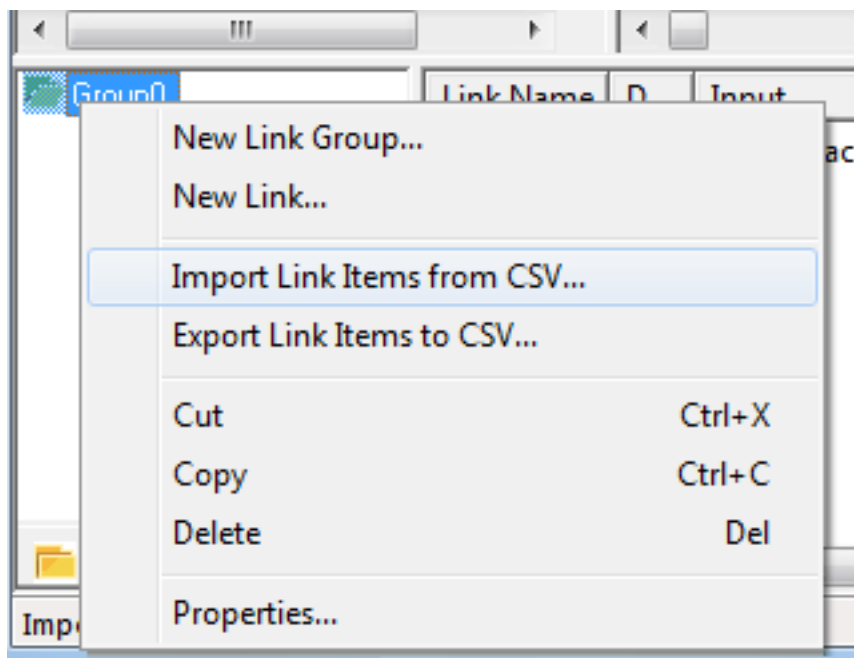 Group0
Link Name D... Input
ac
New Link Group...
New Link...
Import Link Items from CSV...
Export Link Items to CSV...
Cut Ctrl+X
Copy Ctrl+C
Delete Del
Properties...
Imp